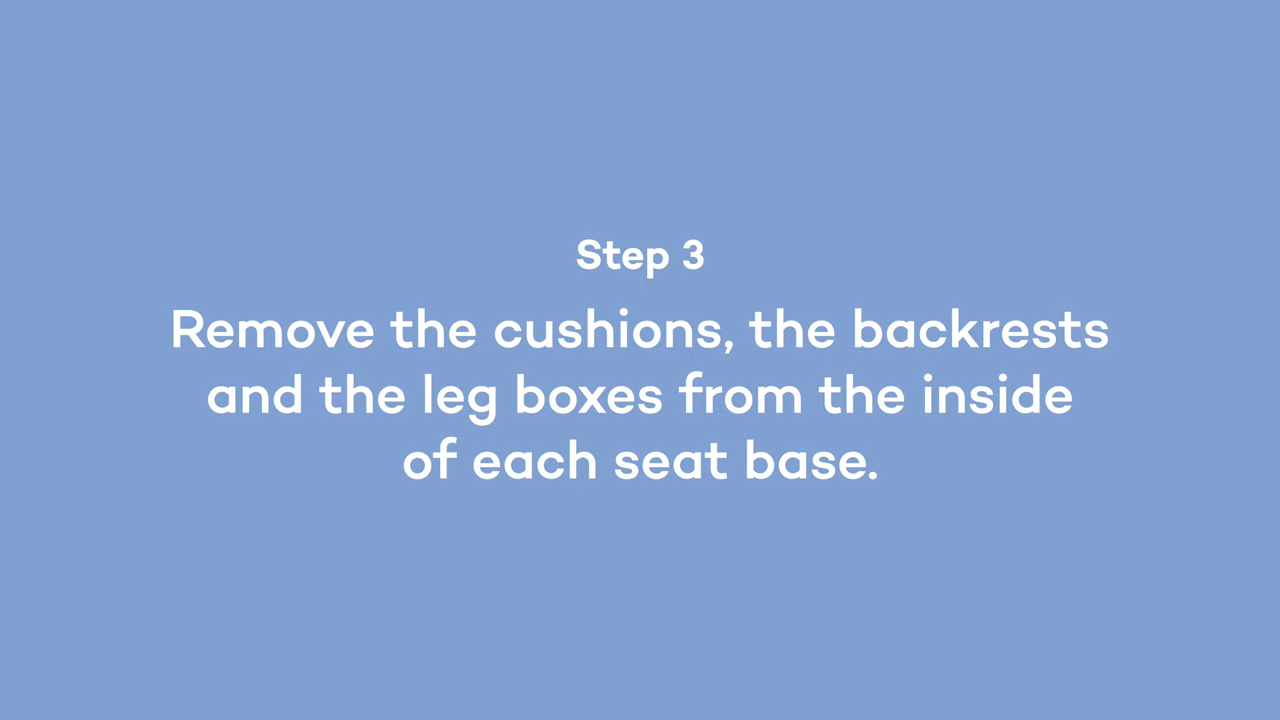 Step 3
Remove the cushions, the backrests
and the leg boxes from the inside
of each seat base.